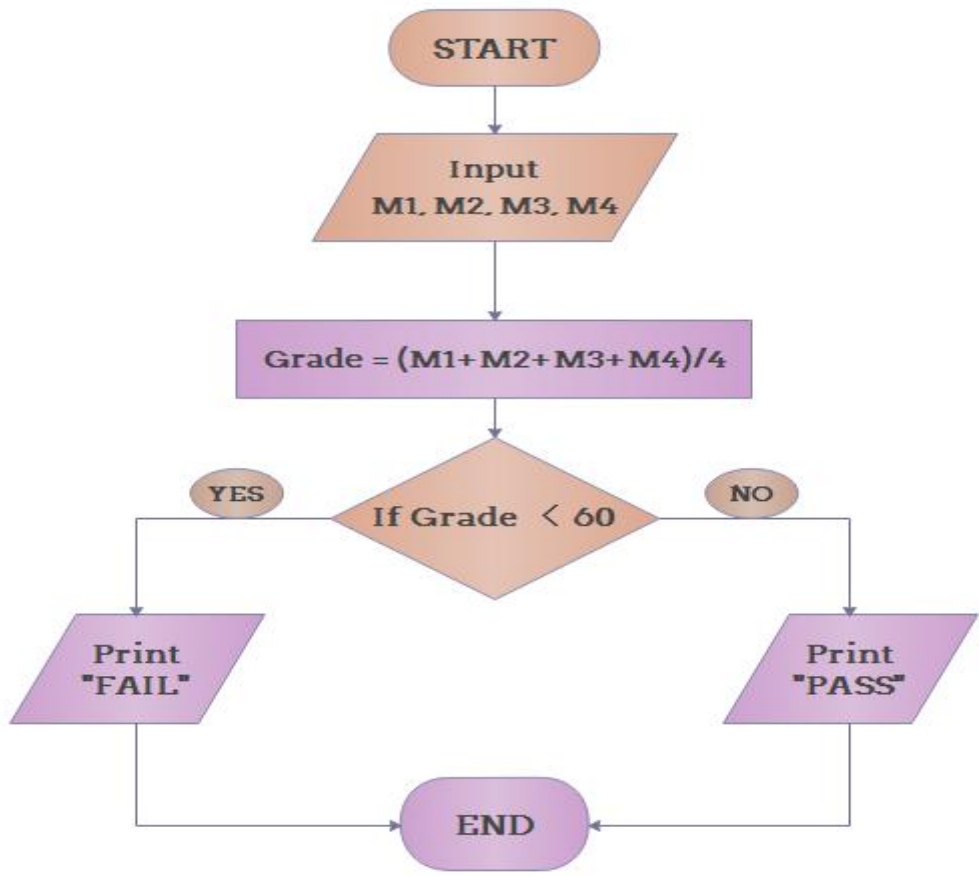 START
Input
M1, M2, M3, M4
Grade = (M1+M2+M3+M4)/4
If Grade < 60
YES
NO
Print
"FAIL"
Print
"PASS"
END